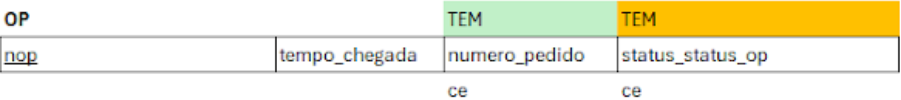 OP TEM TEM
nop tempo_chegada numero_pedido status_status_op
ce ce